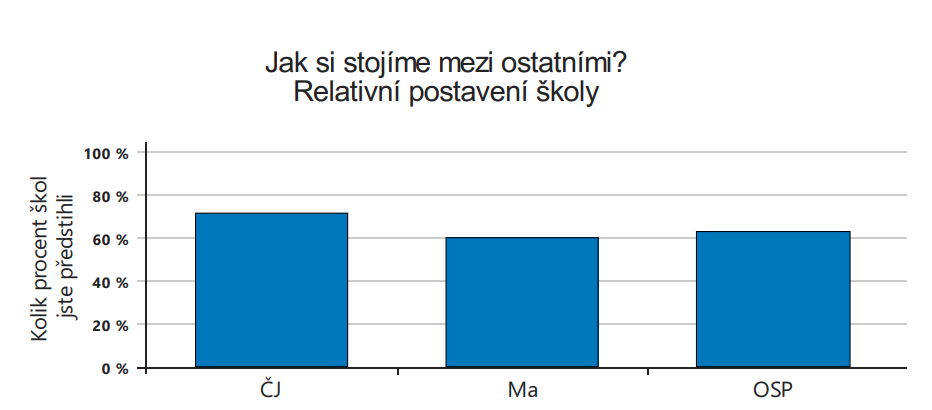 Jak si stojíme mezi ostatními?
Relativní postavení školy
Kolik procent škol
jste předstihli
100 %
80 %
60 %
40 %
20 %
0 %
ČJ
Ma
OSP